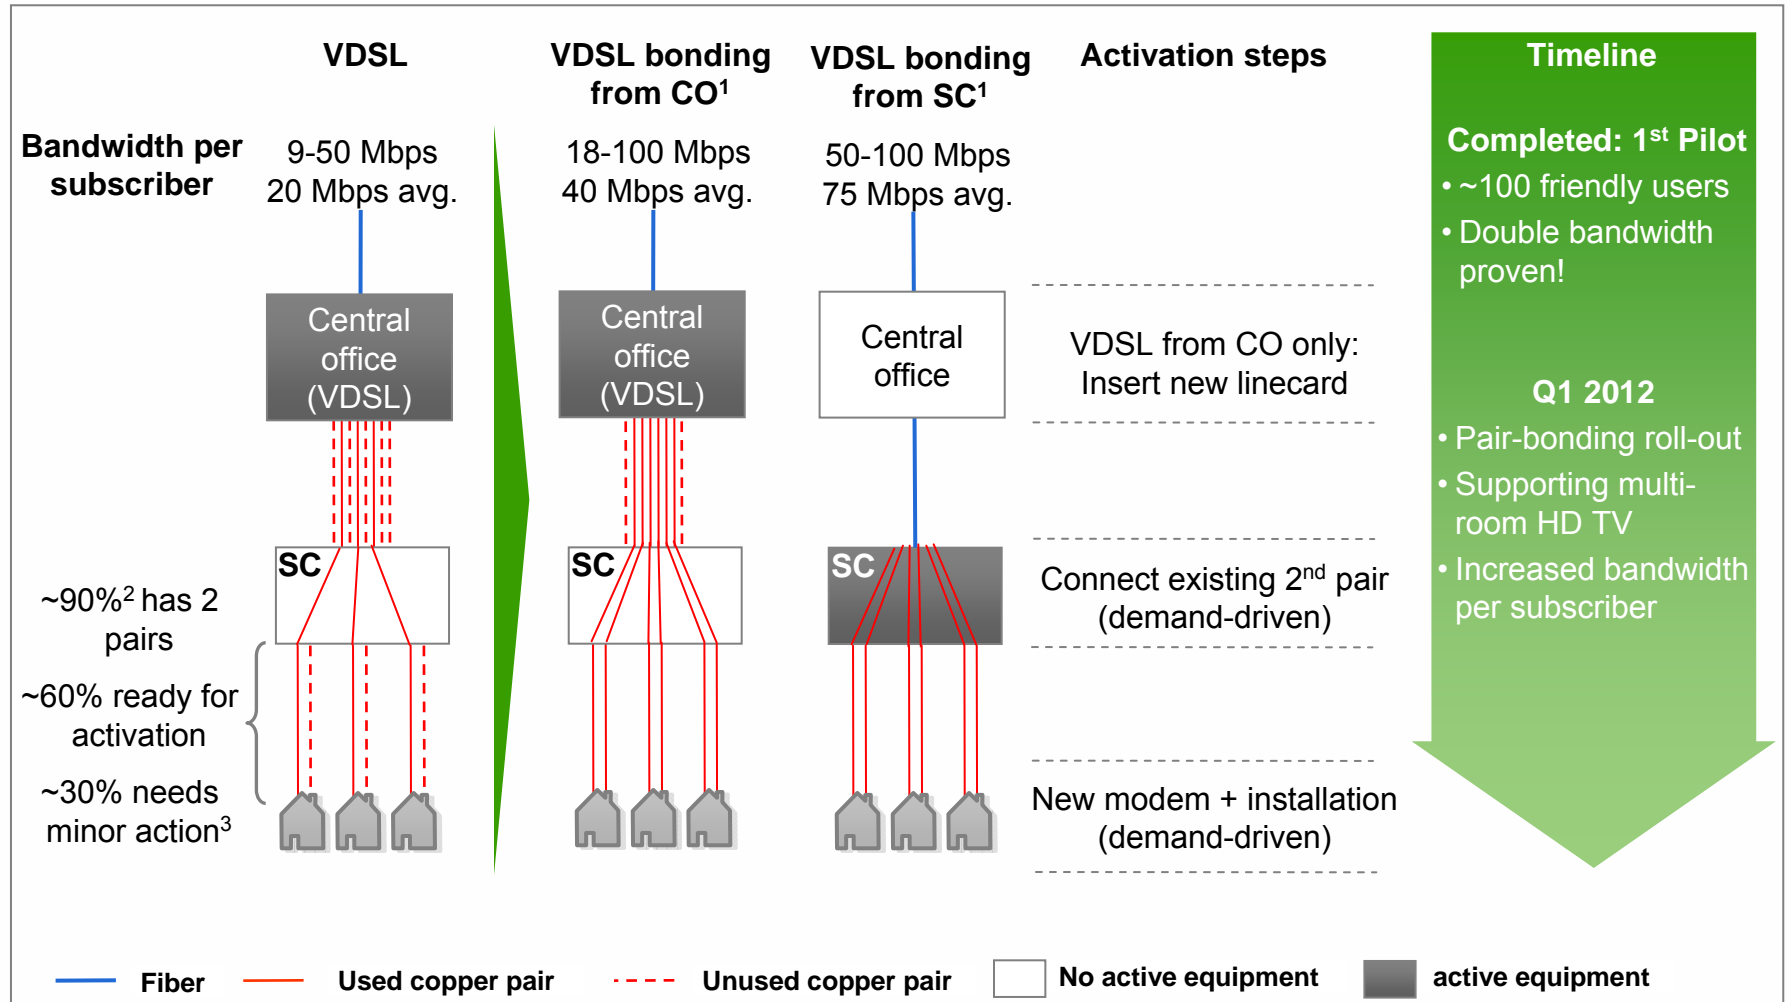 VDSL
VDSL bonding
from CO¹
VDSL bonding
from SC¹
Activation steps
Timeline
Bandwidth per
subscriber
9-50 Mbps
20 Mbps avg.
18-100 Mbps
40 Mbps avg.
50-100 Mbps
75 Mbps avg.
Completed: 1st Pilot
• ~100 friendly users
• Double bandwidth
proven!
Central
office
(VDSL)
Central
office
(VDSL)
Central
office
VDSL from CO only:
Insert new linecard
Q1 2012
• Pair-bonding roll-out
• Supporting multi-
room HD TV
• Increased bandwidth
per subscriber
SC
SC
SC
Connect existing 2nd pair
(demand-driven)
~90%² has 2
pairs
~60% ready for
activation
~30% needs
minor action³
New modem + installation
(demand-driven)
Fiber
Used copper pair
Unused copper pair
No active equipment
active equipment